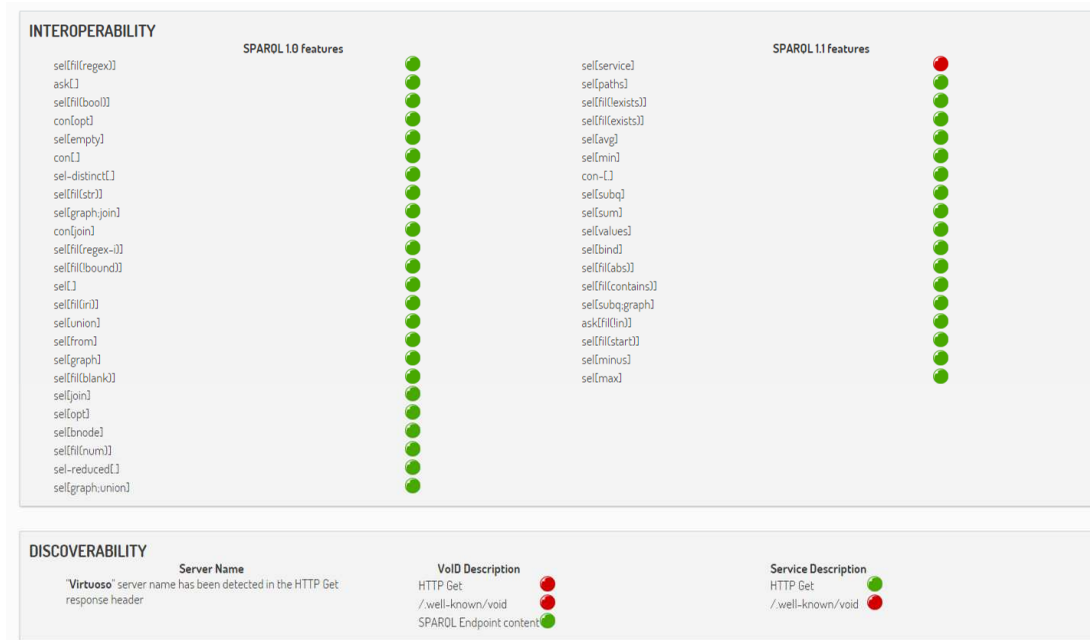 INTEROPERABILITY
SPARQL 1.0 features
sel[fil(regex)]
ask[.]
sel[fil(bool)]
con[opt]
sel[empty]
con[.]
sel-distinct[.]
sel[fil(str)]
sel[graph;join]
con[join]
sel[fil(regex-i)]
sel[fil(!bound)]
sel[.]
sel[fil(iri)]
sel[union]
sel[from]
sel[graph]
sel[fil(blank)]
sel[join]
sel[opt]
sel[bnode]
sel[fil(num)]
sel-reduced[.]
sel[graph;union]
SPARQL 1.1 features
sel[service]
sel[paths]
sel[fil(!exists)]
sel[fil(exists)]
sel[avg]
sel[min]
con-[.]
sel[subq]
sel[sum]
sel[values]
sel[bind]
sel[fil(abs)]
sel[fil(contains)]
sel[subq;graph]
ask[fil(!in)]
sel[fil(start)]
sel[minus]
sel[max]
DISCOVERABILITY
Server Name
"Virtuoso" server name has been detected in the HTTP Get
response header
VoID Description
HTTP Get
/.well-known/void
SPARQL Endpoint content
Service Description
HTTP Get
/.well-known/void